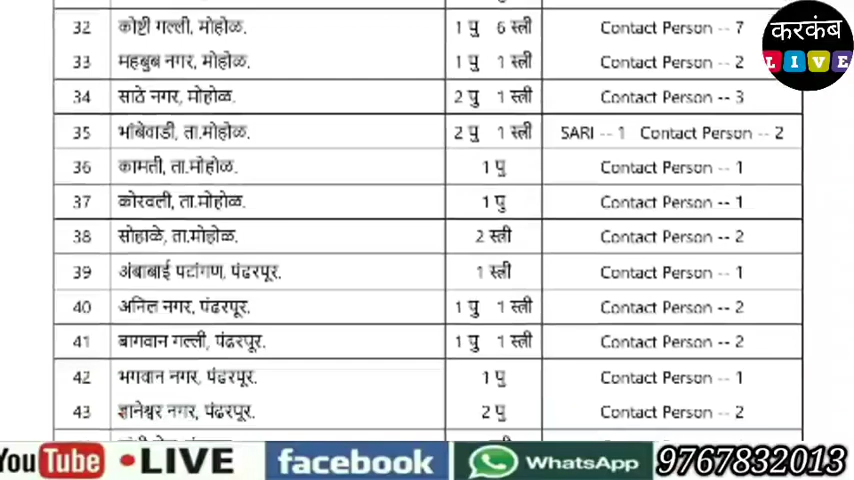 32 कोष्टी गल्ली, मोहोळ. 1 पु 6 स्त्री Contact Person -- 7
33 महबुब नगर, मोहोळ. 1 पु 1 स्त्री Contact Person -- 2
34 साठे नगर, मोहोळ. 2 पु 1 स्त्री Contact Person -- 3
35 भांबेवाडी, ता.मोहोळ. 2 पु 1 स्त्री SARI -- 1 Contact Person -- 2
36 कामती, ता.मोहोळ. 1 पु Contact Person -- 1
37 कोरवली, ता.मोहोळ. 1 पु Contact Person -- 1
38 सोहाळे, ता.मोहोळ. 2 स्त्री Contact Person -- 2
39 अंबाबाई पटांगण, पंढरपूर. 1 स्त्री Contact Person -- 1
40 अनिल नगर, पंढरपूर. 1 पु 1 स्त्री Contact Person -- 2
41 बागवान गल्ली, पंढरपूर. 1 पु 1 स्त्री Contact Person -- 2
42 भगवान नगर, पंढरपूर. 1 पु Contact Person -- 1
43 ज्ञानेश्वर नगर, पंढरपूर. 2 पु Contact Person -- 2
करकंब
LIVE
YouTube LIVE facebook WhatsApp 9767832013